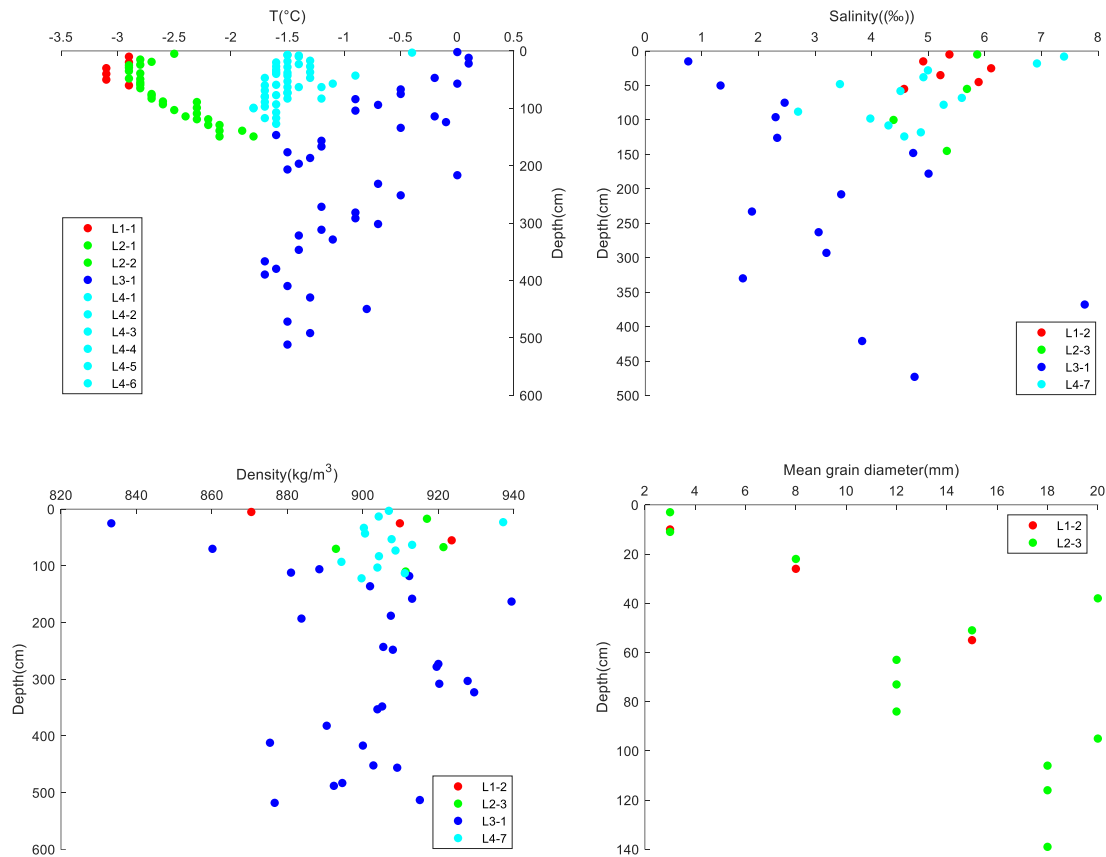 T(°C)
-3.5 -3 -2.5 -2 -1.5 -1 -0.5 0 0.5
0
100
200
300
400
500
600
Depth(cm)
L1-1
L2-1
L2-2
L3-1
L4-1
L4-2
L4-3
L4-4
L4-5
L4-6
Salinity((‰))
0 1 2 3 4 5 6 7 8
0
50
100
150
200
250
300
350
400
450
500
Depth(cm)
L1-2
L2-3
L3-1
L4-7
Density(kg/m3)
820 840 860 880 900 920 940
0
100
200
300
400
500
600
Depth(cm)
L1-2
L2-3
L3-1
L4-7
Mean grain diameter(mm)
2 4 6 8 10 12 14 16 18 20
0
20
40
60
80
100
120
140
Depth(cm)
L1-2
L2-3